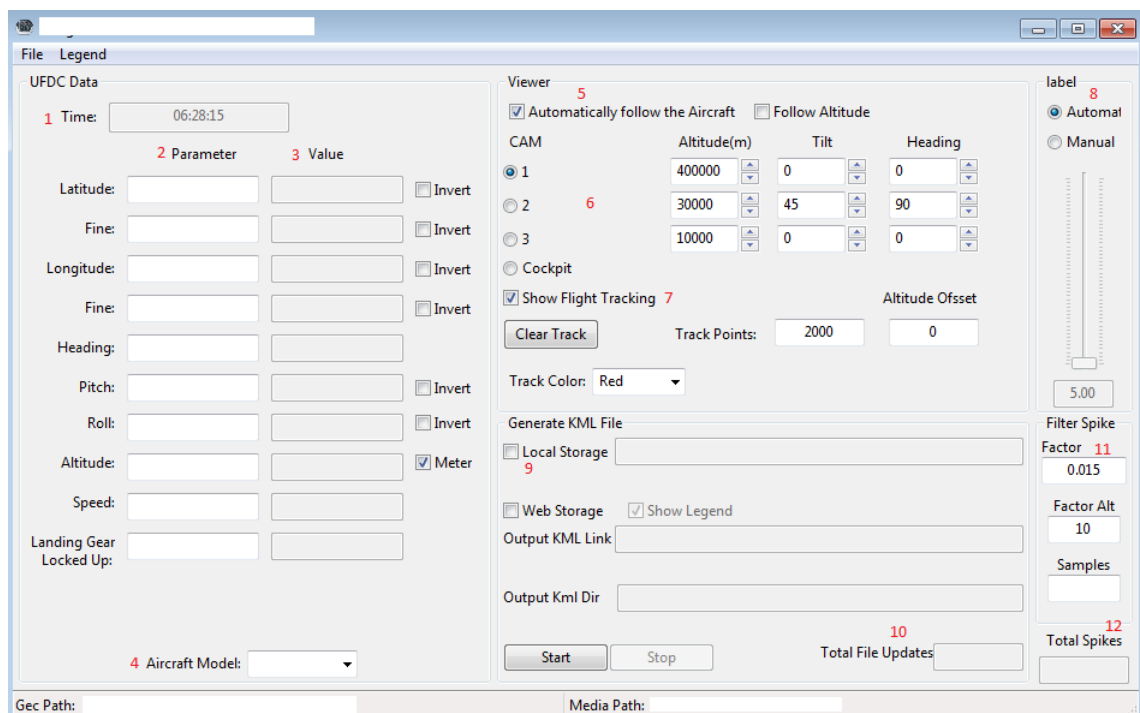 File Legend
UFDC Data
1 Time: 06:28:15
2 Parameter 3 Value
Latitude: Invert
Fine: Invert
Longitude: Invert
Fine: Invert
Heading:
Pitch: Invert
Roll: Invert
Altitude: Meter
Speed:
Landing Gear
Locked Up:
4 Aircraft Model:
Viewer
5
Automatically follow the Aircraft Follow Altitude
CAM Altitude(m) Tilt Heading
1 400000 0 0
2 6 30000 45 90
3 10000 0 0
Cockpit
Show Flight Tracking 7 Altitude Ofsset
Clear Track Track Points: 2000 0
Track Color: Red
Generate KML File
Local Storage
9
Web Storage Show Legend
Output KML Link
Output Kml Dir
10
Start Stop Total File Updates
label
8
Automat
Manual
5.00
Filter Spike
Factor 11
0.015
Factor Alt
10
Samples
12
Total Spikes
Gec Path: Media Path: